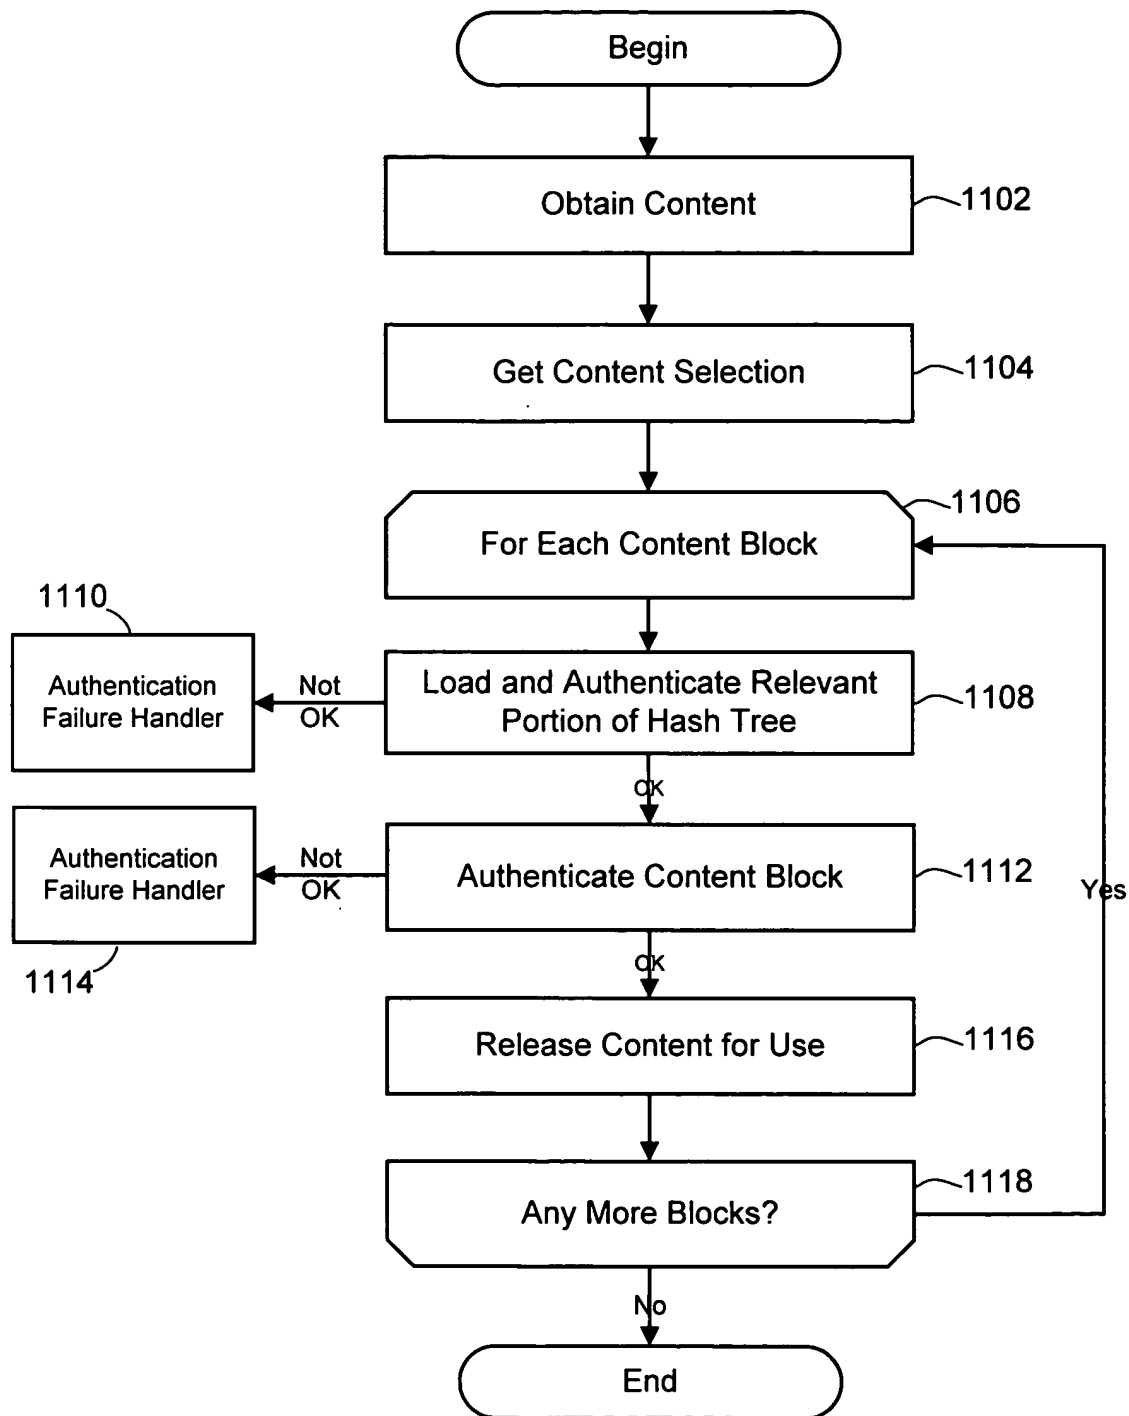 Begin
Obtain Content
1102
Get Content Selection
1104
1106
For Each Content Block
1110
Authentication
Failure Handler
Not
OK
Load and Authenticate Relevant
Portion of Hash Tree
1108
OK
Authentication
Failure Handler
1114
Not
OK
Authenticate Content Block
1112
Yes
OK
Release Content for Use
1116
Any More Blocks?
1118
No
End